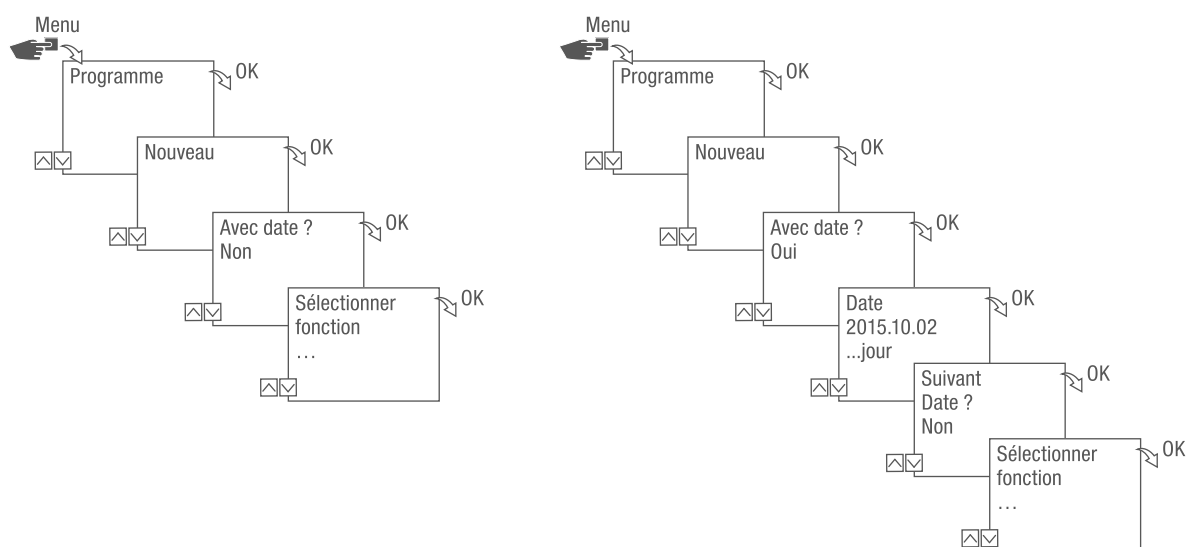 Menu
Programme
OK
Nouveau
OK
Avec date ?
Non
OK
Sélectionner
fonction
...
OK
Menu
Programme
OK
Nouveau
OK
Avec date ?
Oui
OK
Date
2015.10.02
...jour
OK
Suivant
Date ?
Non
OK
Sélectionner
fonction
...
OK